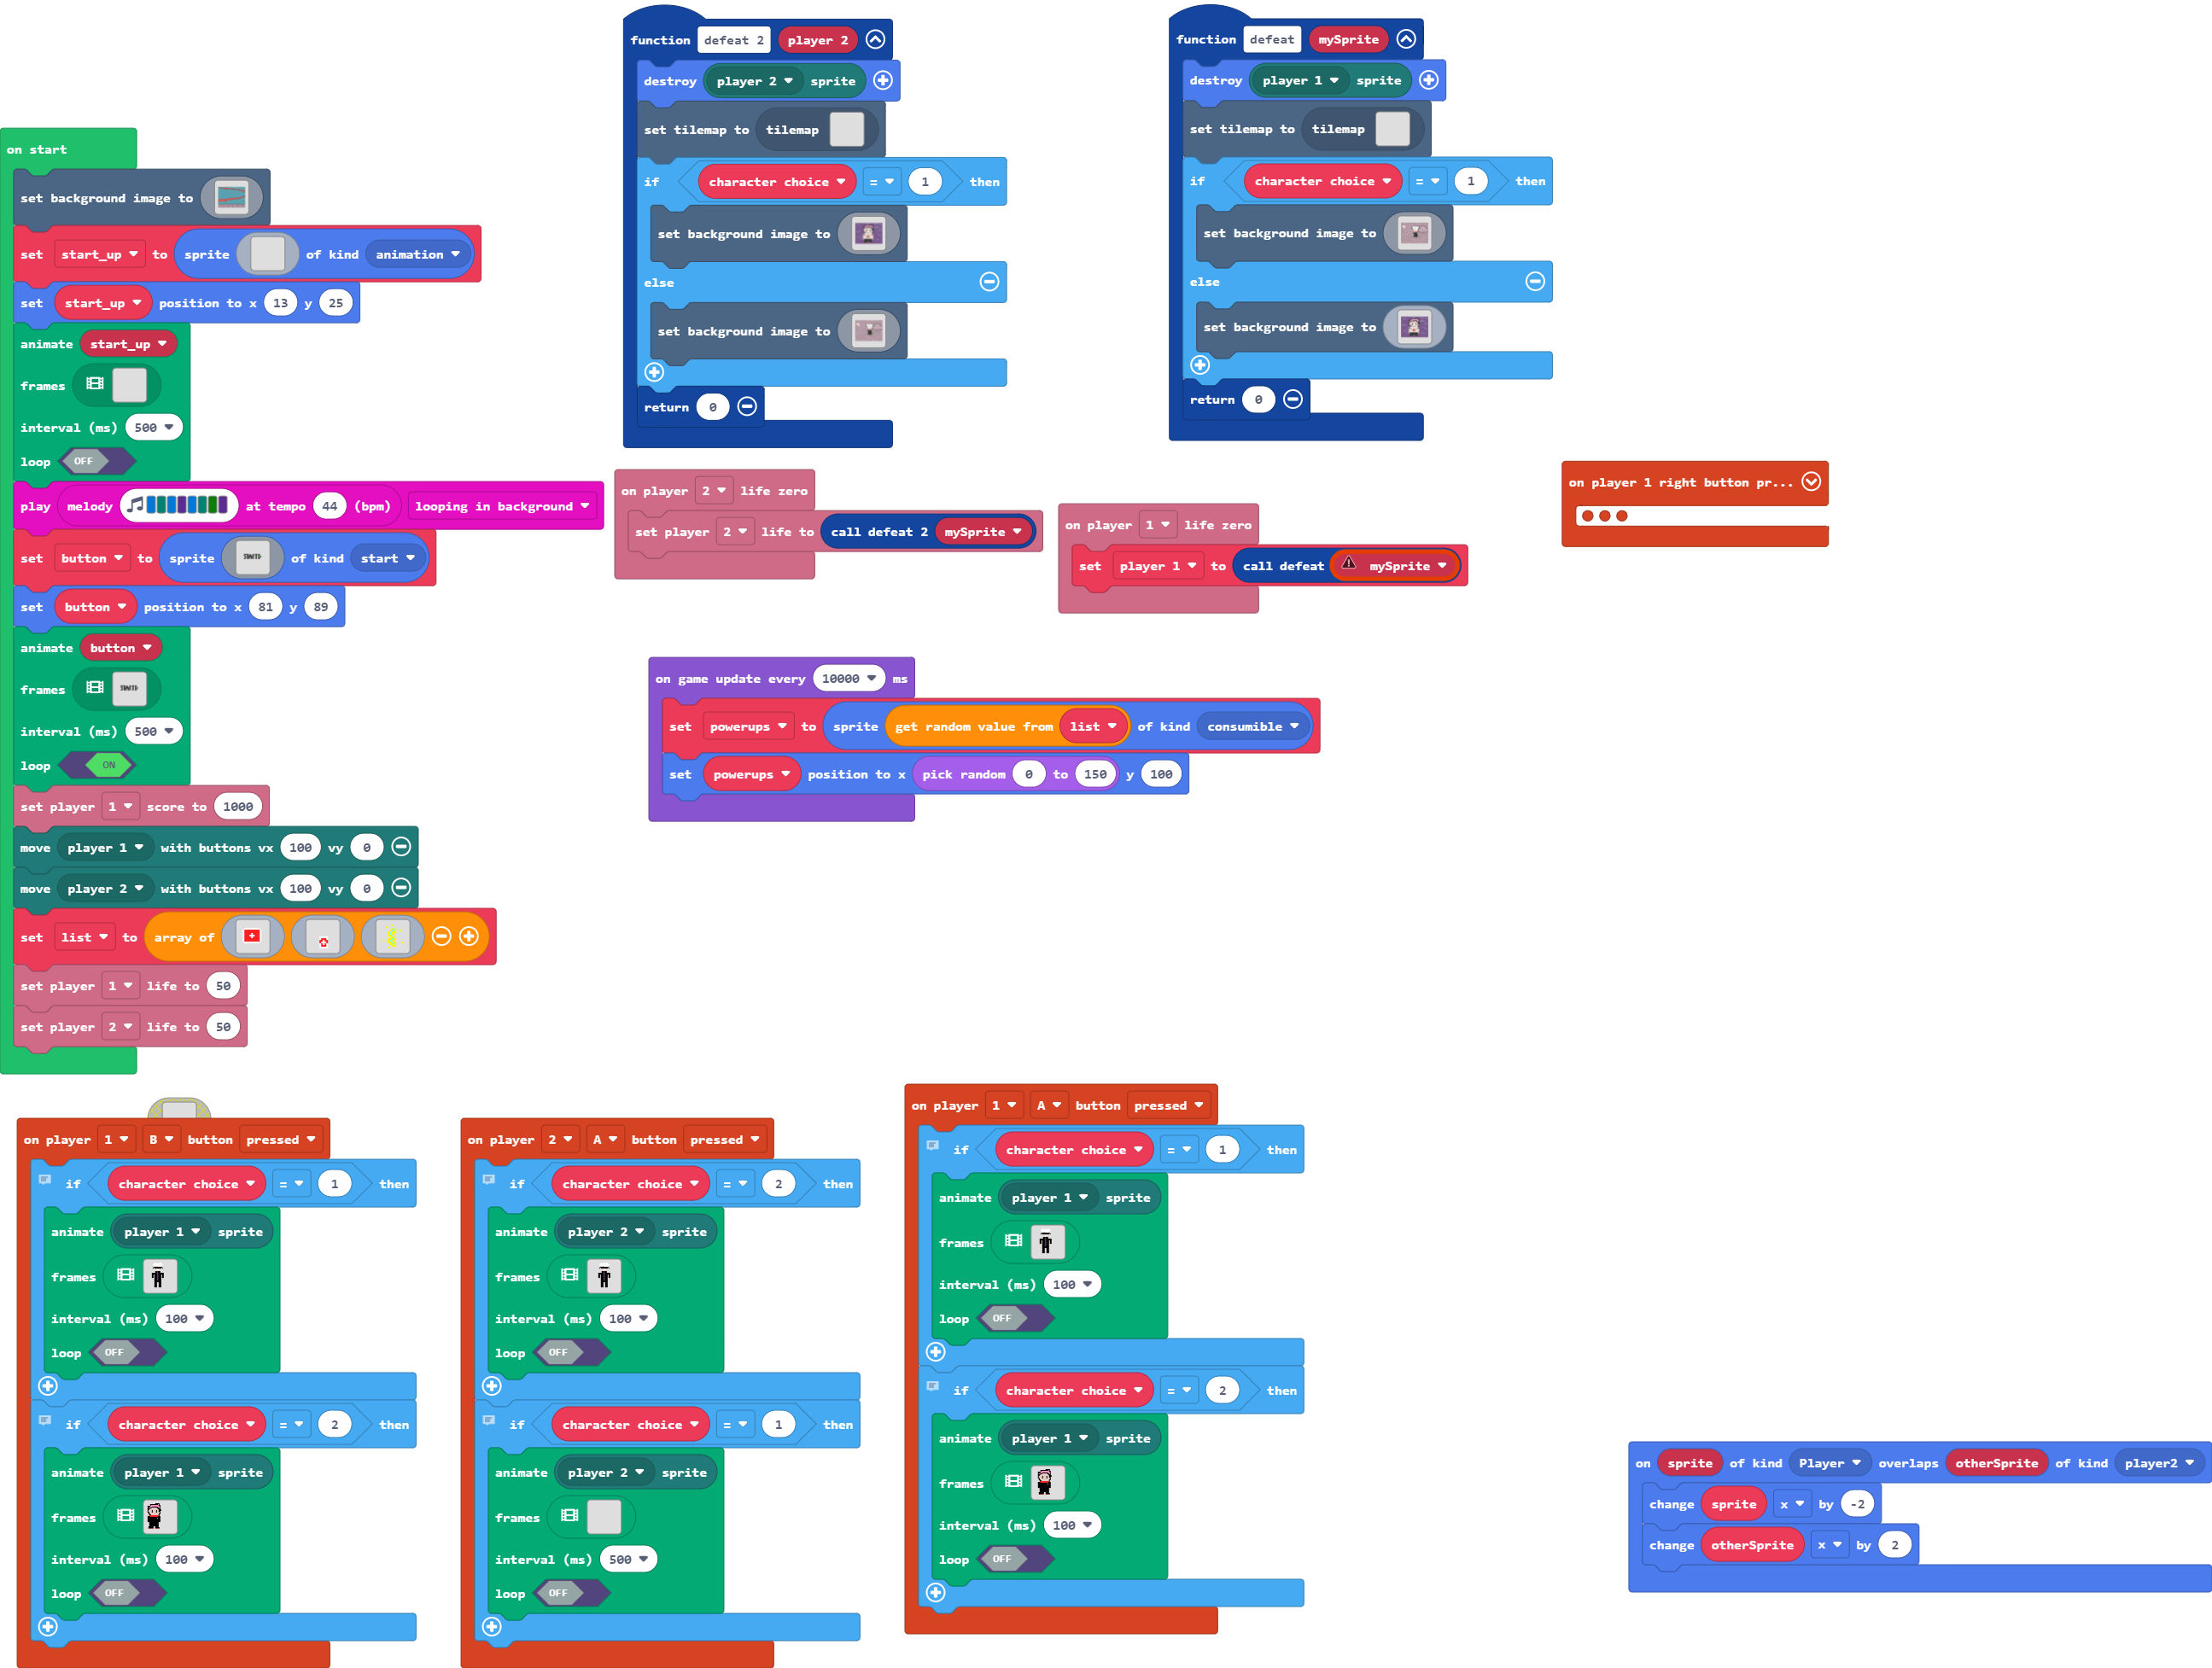 on start
set background image to
set start_up to sprite of kind animation
set start_up position to x 13 y 25
animate start_up
frames
interval (ms) 500
loop OFF
play melody at tempo 44 (bpm) looping in background
set button to sprite of kind start
set button position to x 81 y 89
animate button
frames
interval (ms) 500
loop ON
set player 1 score to 1000
move player 1 with buttons vx 100 vy 0
move player 2 with buttons vx 100 vy 0
set list to array of
set player 1 life to 50
set player 2 life to 50
function defeat 2 player 2
destroy player 2 sprite
set tilemap to tilemap
if character choice = 1 then
set background image to
else
set background image to
return 0
function defeat mySprite
destroy player 1 sprite
set tilemap to tilemap
if character choice = 1 then
set background image to
else
set background image to
return 0
on player 2 life zero
set player 2 life to call defeat 2 mySprite
on player 1 life zero
set player 1 to call defeat mySprite
on player 1 right button pr...
on game update every 10000 ms
set powerups to sprite get random value from list of kind consumible
set powerups position to x pick random 0 to 150 y 100
on player 1 B button pressed
if character choice = 1 then
animate player 1 sprite
frames
interval (ms) 100
loop OFF
if character choice = 2 then
animate player 1 sprite
frames
interval (ms) 100
loop OFF
on player 2 A button pressed
if character choice = 2 then
animate player 2 sprite
frames
interval (ms) 100
loop OFF
if character choice = 1 then
animate player 2 sprite
frames
interval (ms) 500
loop OFF
on player 1 A button pressed
if character choice = 1 then
animate player 1 sprite
frames
interval (ms) 100
loop OFF
if character choice = 2 then
animate player 1 sprite
frames
interval (ms) 100
loop OFF
on sprite of kind Player overlaps otherSprite of kind player2
change sprite x by -2
change otherSprite x by 2